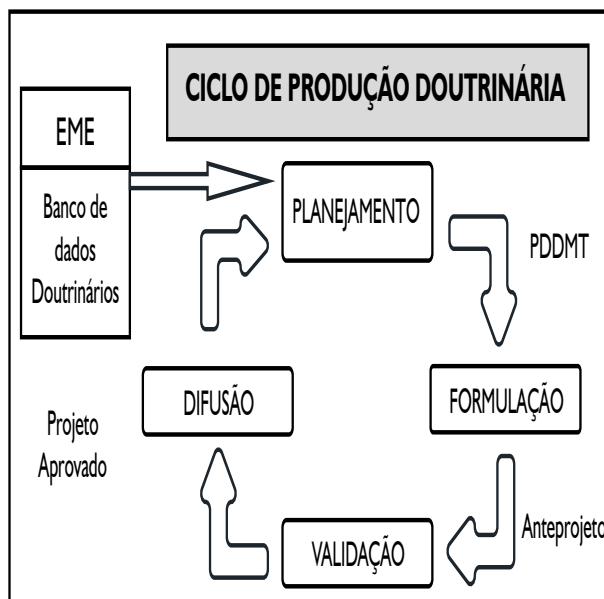 CICLO DE PRODUÇÃO DOUTRINÁRIA
EME
Banco de
dados
Doutrinários
PLANEJAMENTO
PDDMT
FORMULAÇÃO
Anteprojeto
VALIDAÇÃO
Projeto
Aprovado
DIFUSÃO